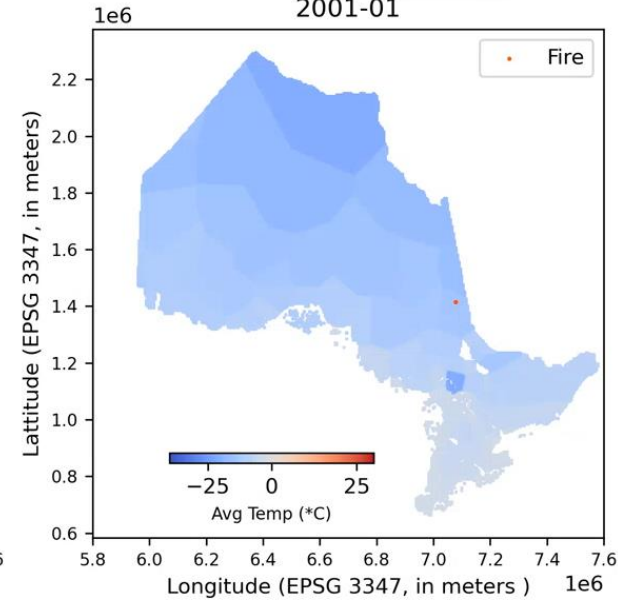 2001-01
1e6
Fire
2.2
2.0
1.8
1.6
1.4
1.2
1.0
0.8
0.6
Lattitude (EPSG 3347, in meters)
−25 0 25
Avg Temp (*C)
5.8 6.0 6.2 6.4 6.6 6.8 7.0 7.2 7.4 7.6
1e6
Longitude (EPSG 3347, in meters )